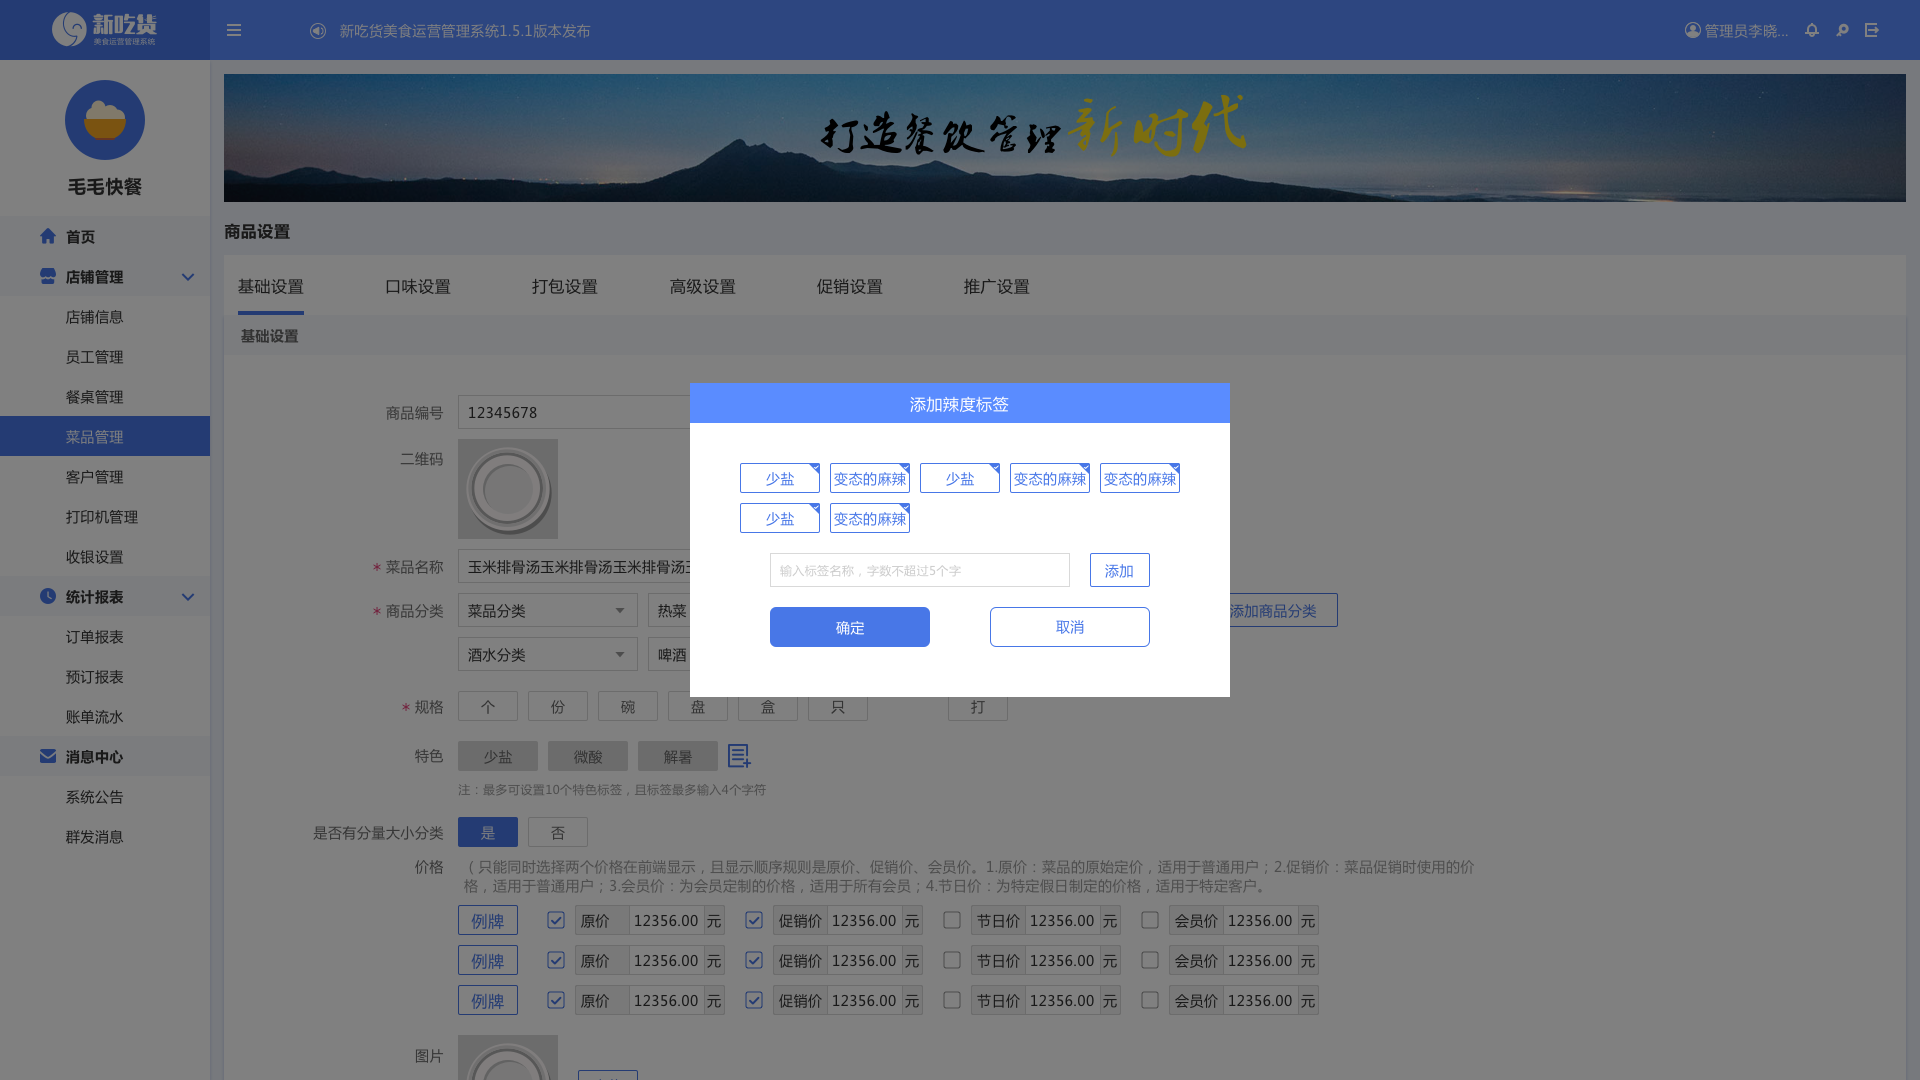 新吃货
美食运营管理系统
新吃货美食运营管理系统1.5.1版本发布
管理员李晓...
毛毛快餐
首页
店铺管理
店铺信息
员工管理
餐桌管理
菜品管理
客户管理
打印机管理
收银设置
统计报表
订单报表
预订报表
账单流水
消息中心
系统公告
群发消息
打造餐饮管理新时代
商品设置
基础设置 口味设置 打包设置 高级设置 促销设置 推广设置
基础设置
商品编号 12345678
二维码
* 菜品名称 玉米排骨汤玉米排骨汤玉米排骨汤
* 商品分类 菜品分类 热菜 添加商品分类
酒水分类 啤酒
* 规格 个 份 碗 盘 盒 只 打
特色 少盐 微酸 解暑
注：最多可设置10个特色标签，且标签最多输入4个字符
是否有分量大小分类 是 否
价格 （只能同时选择两个价格在前端显示，且显示顺序规则是原价、促销价、会员价。1.原价：菜品的原始定价，适用于普通用户；2.促销价：菜品促销时使用的价
格，适用于普通用户；3.会员价：为会员定制的价格，适用于所有会员；4.节日价：为特定假日制定的价格，适用于特定客户。
例牌 原价 12356.00 元 促销价 12356.00 元 节日价 12356.00 元 会员价 12356.00 元
例牌 原价 12356.00 元 促销价 12356.00 元 节日价 12356.00 元 会员价 12356.00 元
例牌 原价 12356.00 元 促销价 12356.00 元 节日价 12356.00 元 会员价 12356.00 元
图片
添加辣度标签
少盐 变态的麻辣 少盐 变态的麻辣 变态的麻辣
少盐 变态的麻辣
输入标签名称，字数不超过5个字 添加
确定 取消